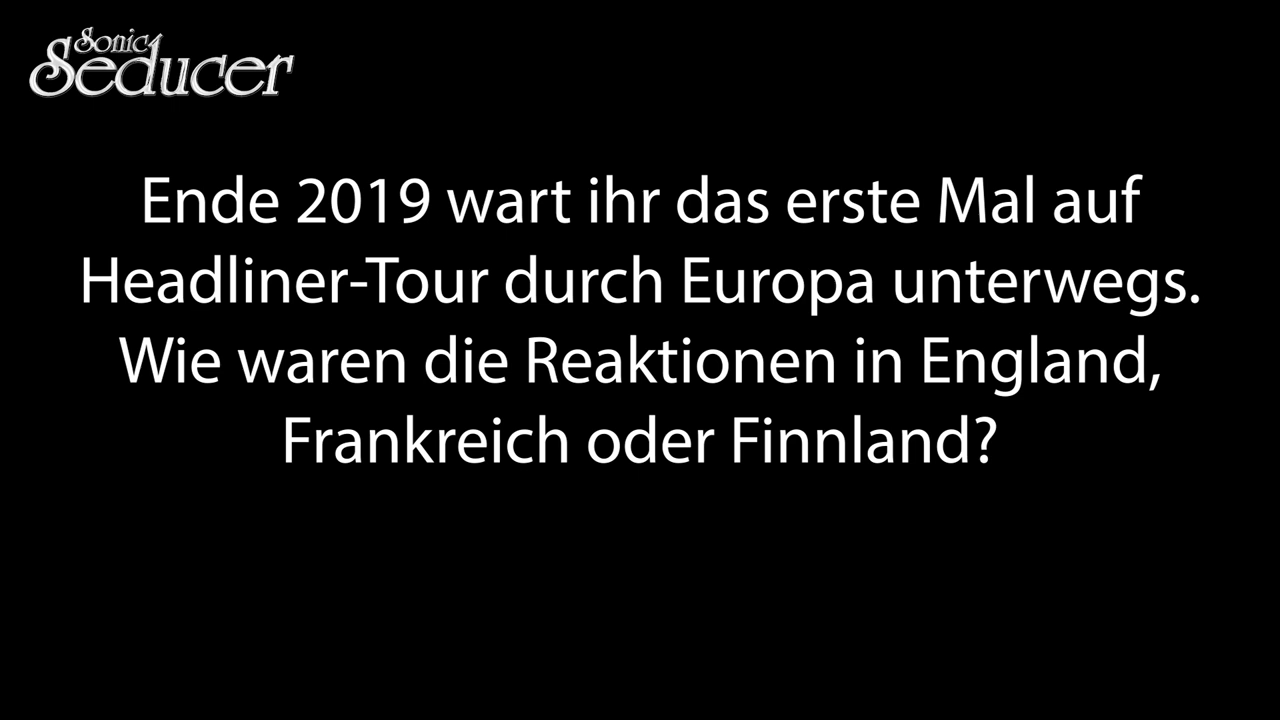 Sonic
Seducer
Ende 2019 wart ihr das erste Mal auf
Headliner-Tour durch Europa unterwegs.
Wie waren die Reaktionen in England,
Frankreich oder Finnland?